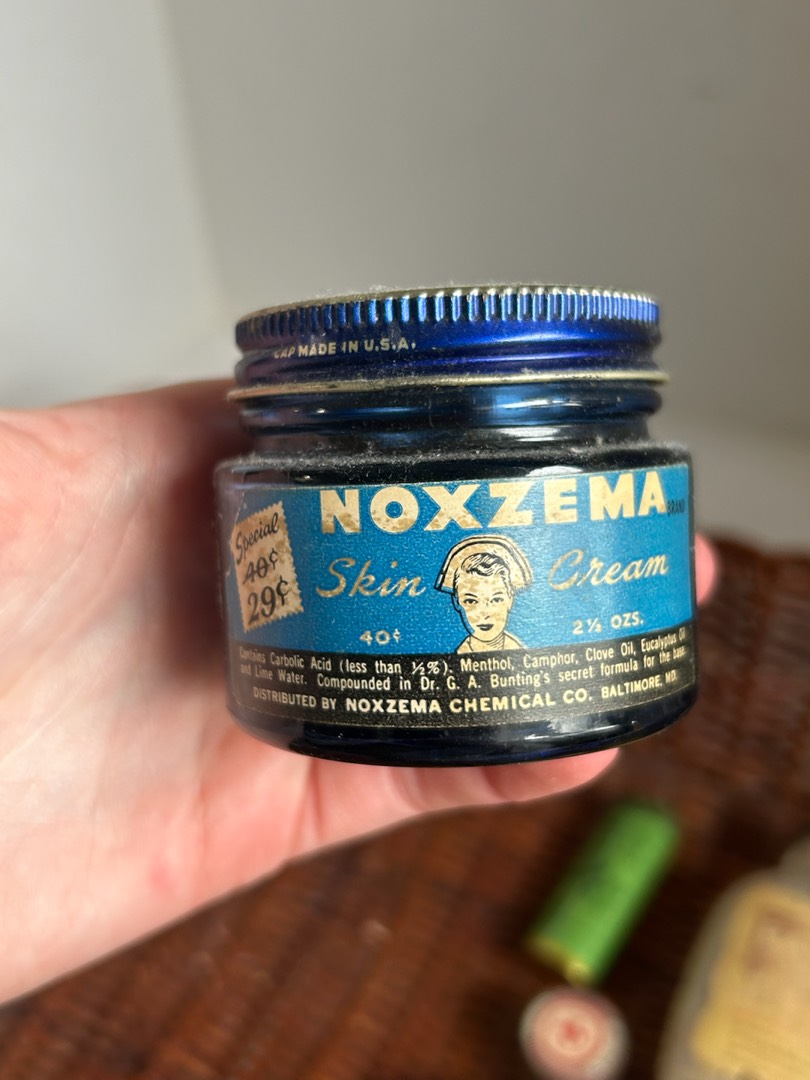 CAP MADE IN U.S.A.
NOXZEMA BRAND
Special
40¢
29¢
Skin Cream
40¢
2½ OZS.
Contains Carbolic Acid (less than ½%), Menthol, Camphor, Clove Oil, Eucalyptus Oil
and Lime Water. Compounded in Dr. G. A. Bunting's secret formula for the base.
DISTRIBUTED BY NOXZEMA CHEMICAL CO. BALTIMORE, MD.